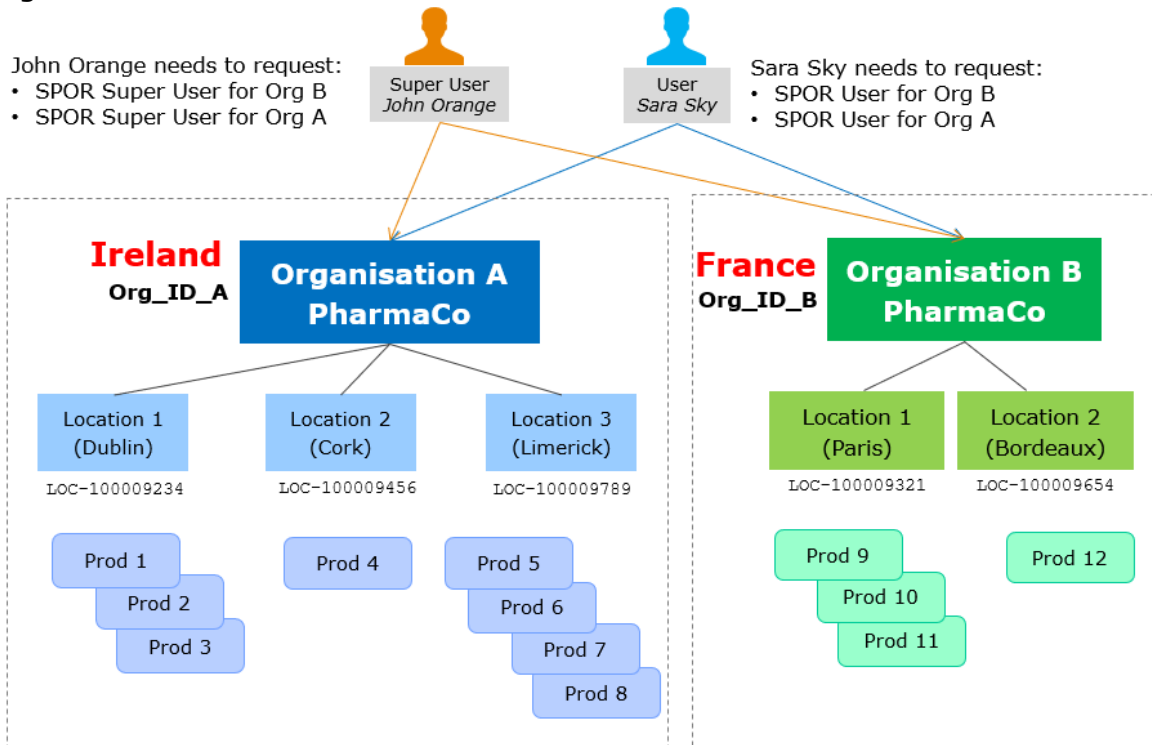 John Orange needs to request:
• SPOR Super User for Org B
• SPOR Super User for Org A
Super User
John Orange
User
Sara Sky
Sara Sky needs to request:
• SPOR User for Org B
• SPOR User for Org A
Ireland
Org_ID_A
Organisation A
PharmaCo
France
Org_ID_B
Organisation B
PharmaCo
Location 1
(Dublin)
Location 2
(Cork)
Location 3
(Limerick)
Location 1
(Paris)
Location 2
(Bordeaux)
LOC-100009234
LOC-100009456
LOC-100009789
LOC-100009321
LOC-100009654
Prod 1
Prod 2
Prod 3
Prod 4
Prod 5
Prod 6
Prod 7
Prod 8
Prod 9
Prod 10
Prod 11
Prod 12